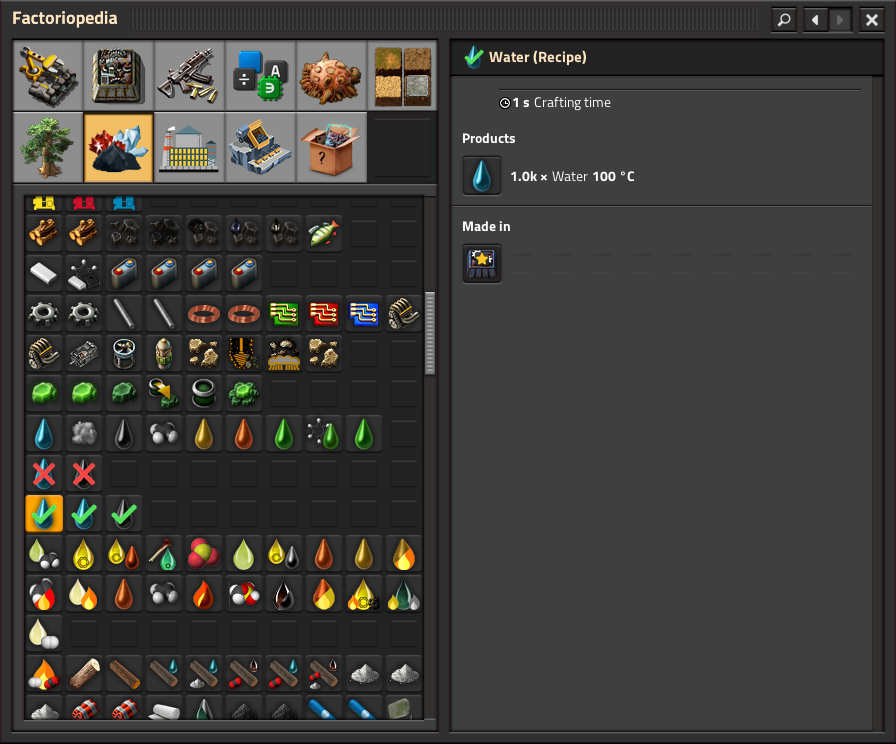 Factoriopedia
Water (Recipe)
1 s Crafting time
Products
1.0k × Water 100 °C
Made in
A
?